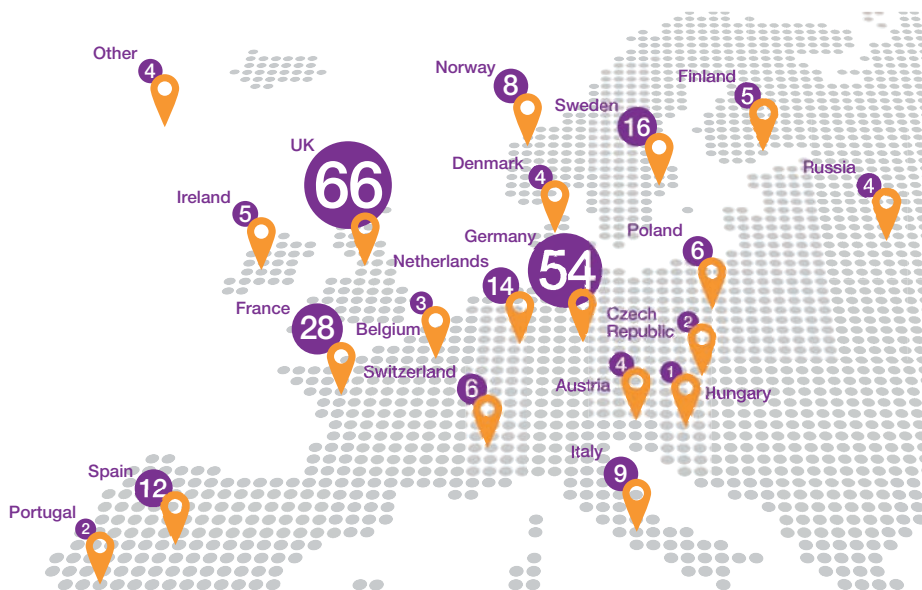 Other
4
Norway
8
Finland
5
Sweden
16
UK
66
Denmark
4
Russia
4
Ireland
5
Germany
54
Poland
6
Netherlands
14
France
28
Belgium
3
Czech
Republic
2
Switzerland
6
Austria
4
1
Hungary
Italy
9
Spain
12
Portugal
2